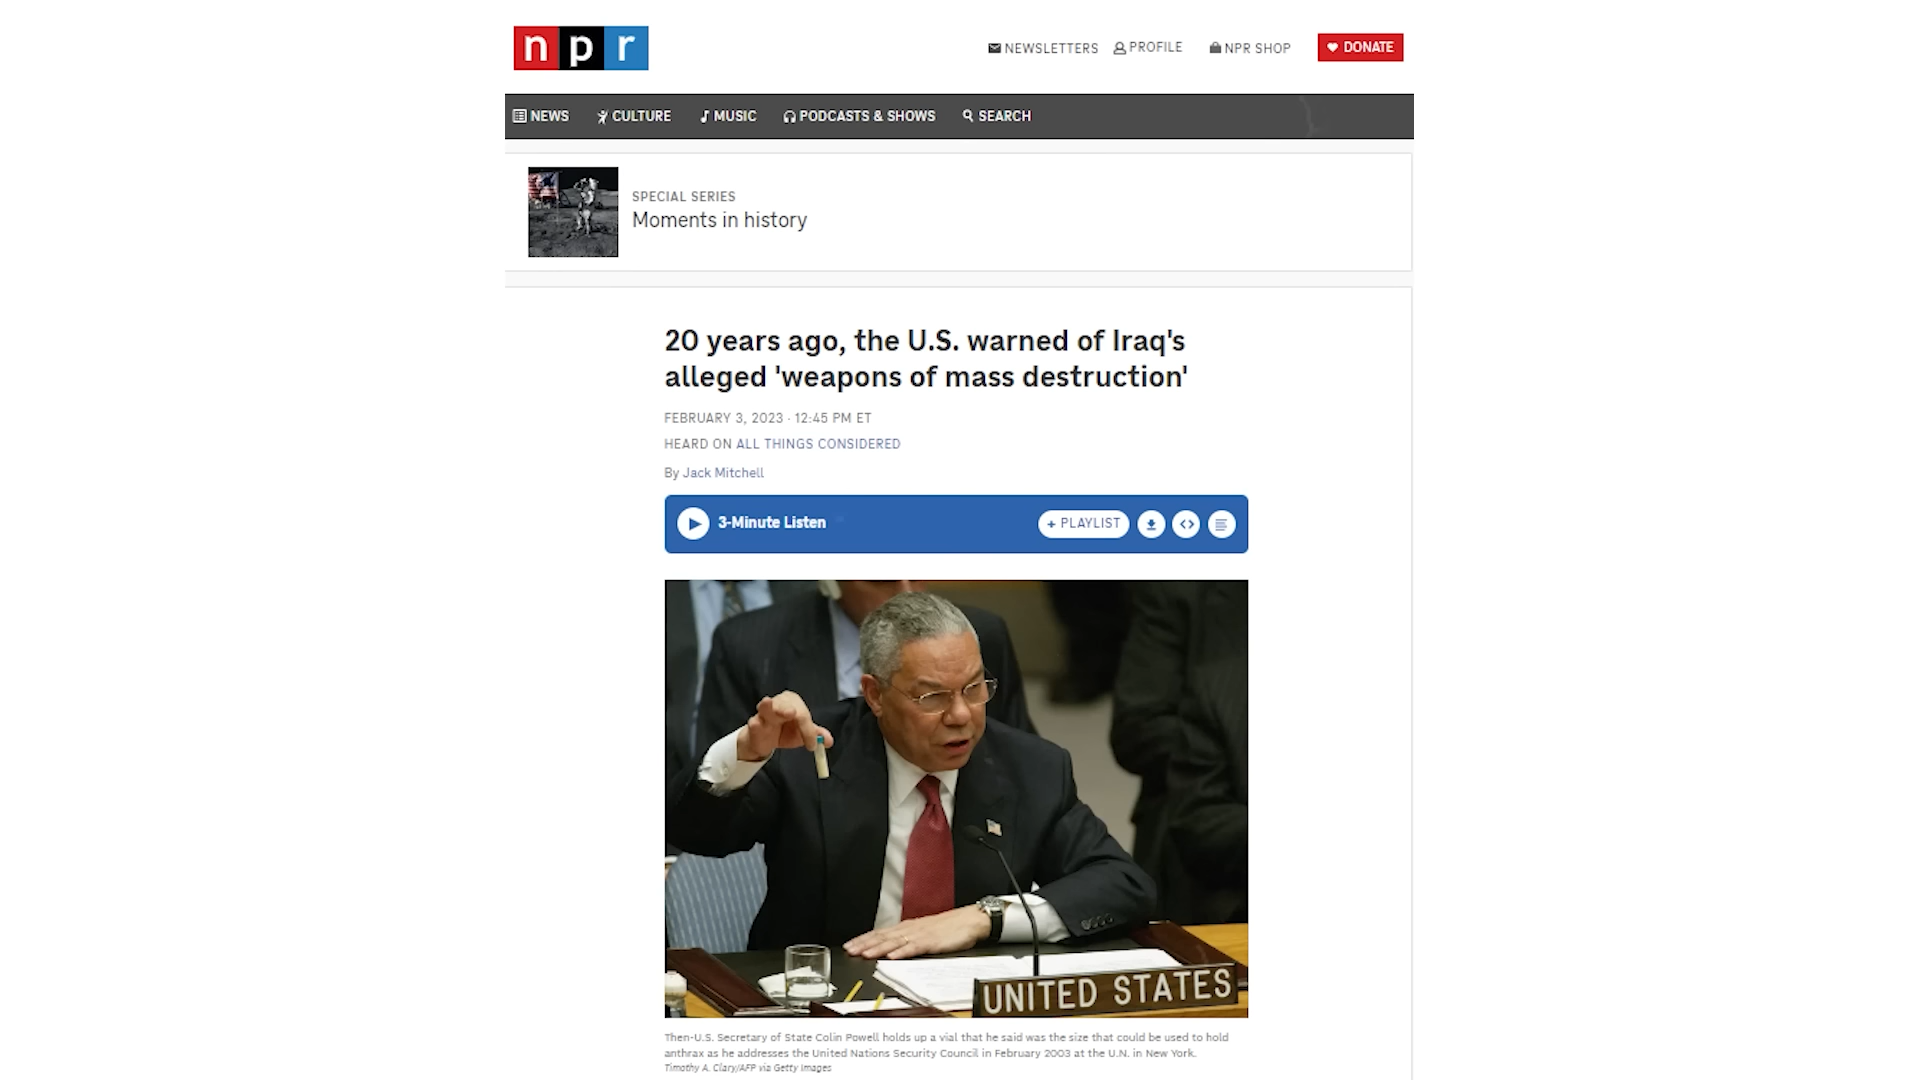 npr
NEWSLETTERS PROFILE NPR SHOP DONATE
NEWS CULTURE MUSIC PODCASTS & SHOWS SEARCH
SPECIAL SERIES
Moments in history
20 years ago, the U.S. warned of Iraq's
alleged 'weapons of mass destruction'
FEBRUARY 3, 2023 · 12:45 PM ET
HEARD ON ALL THINGS CONSIDERED
By Jack Mitchell
3-Minute Listen + PLAYLIST
UNITED STATES
Then-U.S. Secretary of State Colin Powell holds up a vial that he said was the size that could be used to hold
anthrax as he addresses the United Nations Security Council in February 2003 at the U.N. in New York.
Timothy A. Clary/AFP via Getty Images